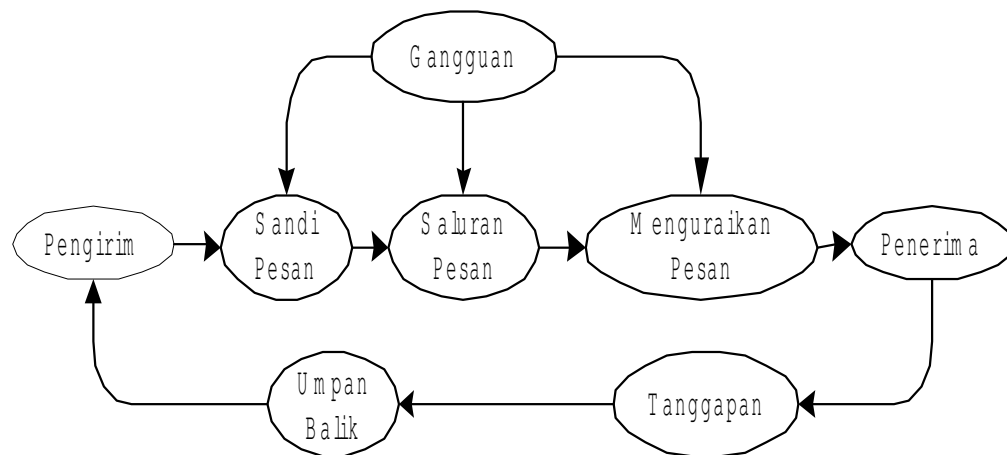 Gangguan
Pengirim
Sandi
Pesan
Saluran
Pesan
Menguraikan
Pesan
Penerima
Umpan
Balik
Tanggapan